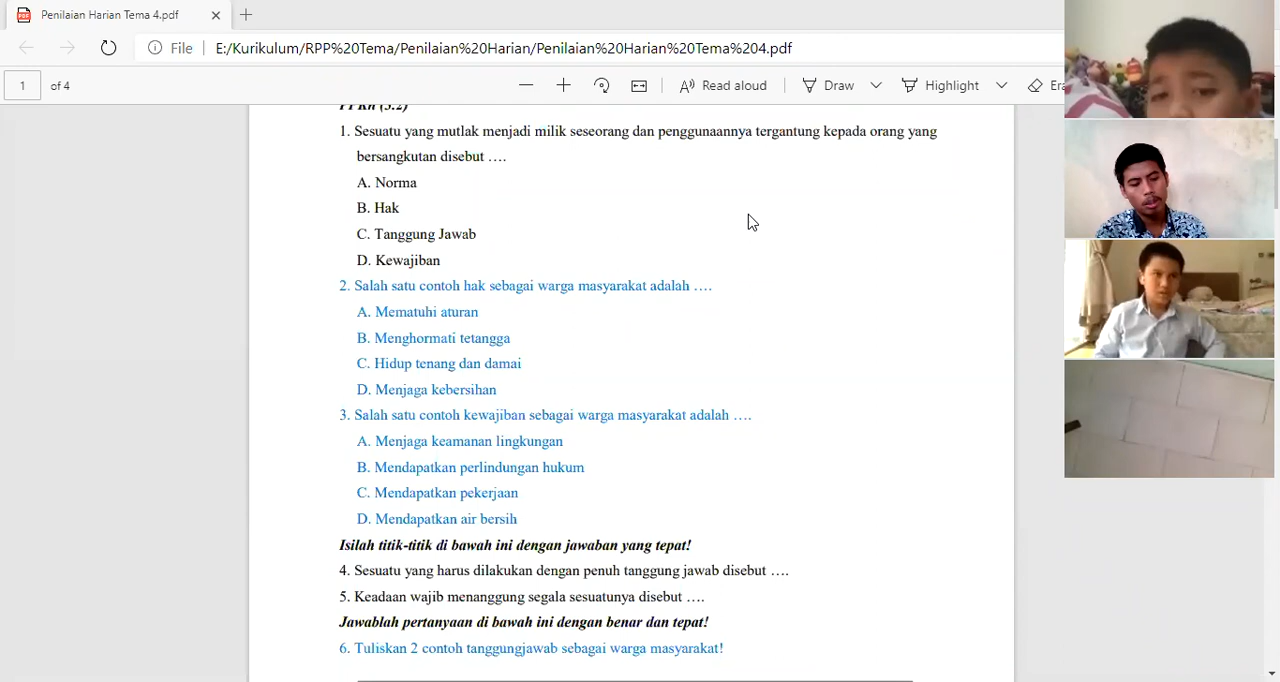 Penilaian Harian Tema 4.pdf
File E:/Kurikulum/RPP%20Tema/Penilaian%20Harian/Penilaian%20Harian%20Tema%204.pdf
1 of 4 Read aloud Draw Highlight Era
PPKn (3.2)
1. Sesuatu yang mutlak menjadi milik seseorang dan penggunaannya tergantung kepada orang yang
bersangkutan disebut ….
A. Norma
B. Hak
C. Tanggung Jawab
D. Kewajiban
2. Salah satu contoh hak sebagai warga masyarakat adalah ….
A. Mematuhi aturan
B. Menghormati tetangga
C. Hidup tenang dan damai
D. Menjaga kebersihan
3. Salah satu contoh kewajiban sebagai warga masyarakat adalah ….
A. Menjaga keamanan lingkungan
B. Mendapatkan perlindungan hukum
C. Mendapatkan pekerjaan
D. Mendapatkan air bersih
Isilah titik-titik di bawah ini dengan jawaban yang tepat!
4. Sesuatu yang harus dilakukan dengan penuh tanggung jawab disebut ….
5. Keadaan wajib menanggung segala sesuatunya disebut ….
Jawablah pertanyaan di bawah ini dengan benar dan tepat!
6. Tuliskan 2 contoh tanggungjawab sebagai warga masyarakat!